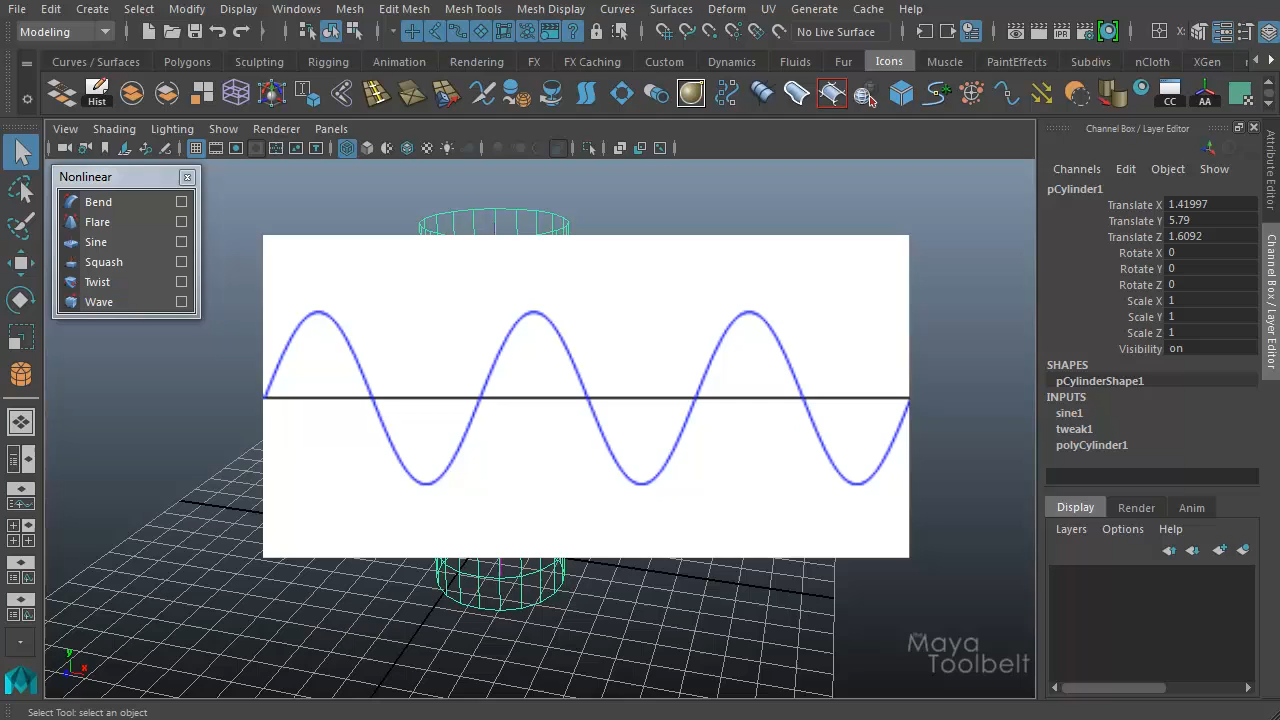 File Edit Create Select Modify Display Windows Mesh Edit Mesh Mesh Tools Mesh Display Curves Surfaces Deform UV Generate Cache Help
Modeling No Live Surface X:
Curves / Surfaces Polygons Sculpting Rigging Animation Rendering FX FX Caching Custom Dynamics Fluids Fur Icons Muscle PaintEffects Subdivs nCloth XGen
Hist CC AA
View Shading Lighting Show Renderer Panels
Channel Box / Layer Editor
Nonlinear
Bend
Flare
Sine
Squash
Twist
Wave
Channels Edit Object Show
pCylinder1
Translate X 1.41997
Translate Y 5.79
Translate Z 1.6092
Rotate X 0
Rotate Y 0
Rotate Z 0
Scale X 1
Scale Y 1
Scale Z 1
Visibility on
SHAPES
pCylinderShape1
INPUTS
sine1
tweak1
polyCylinder1
Display Render Anim
Layers Options Help
Attribute Editor
Channel Box / Layer Editor
the
Maya
Toolbelt
y
x
Select Tool: select an object